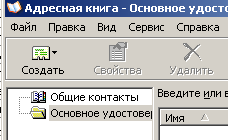 Адресная книга - Основное удосто
Файл Правка Вид Сервис Справка
Создать Свойства Удалить
Общие контакты
Основное удостовер
Введите или в
Имя